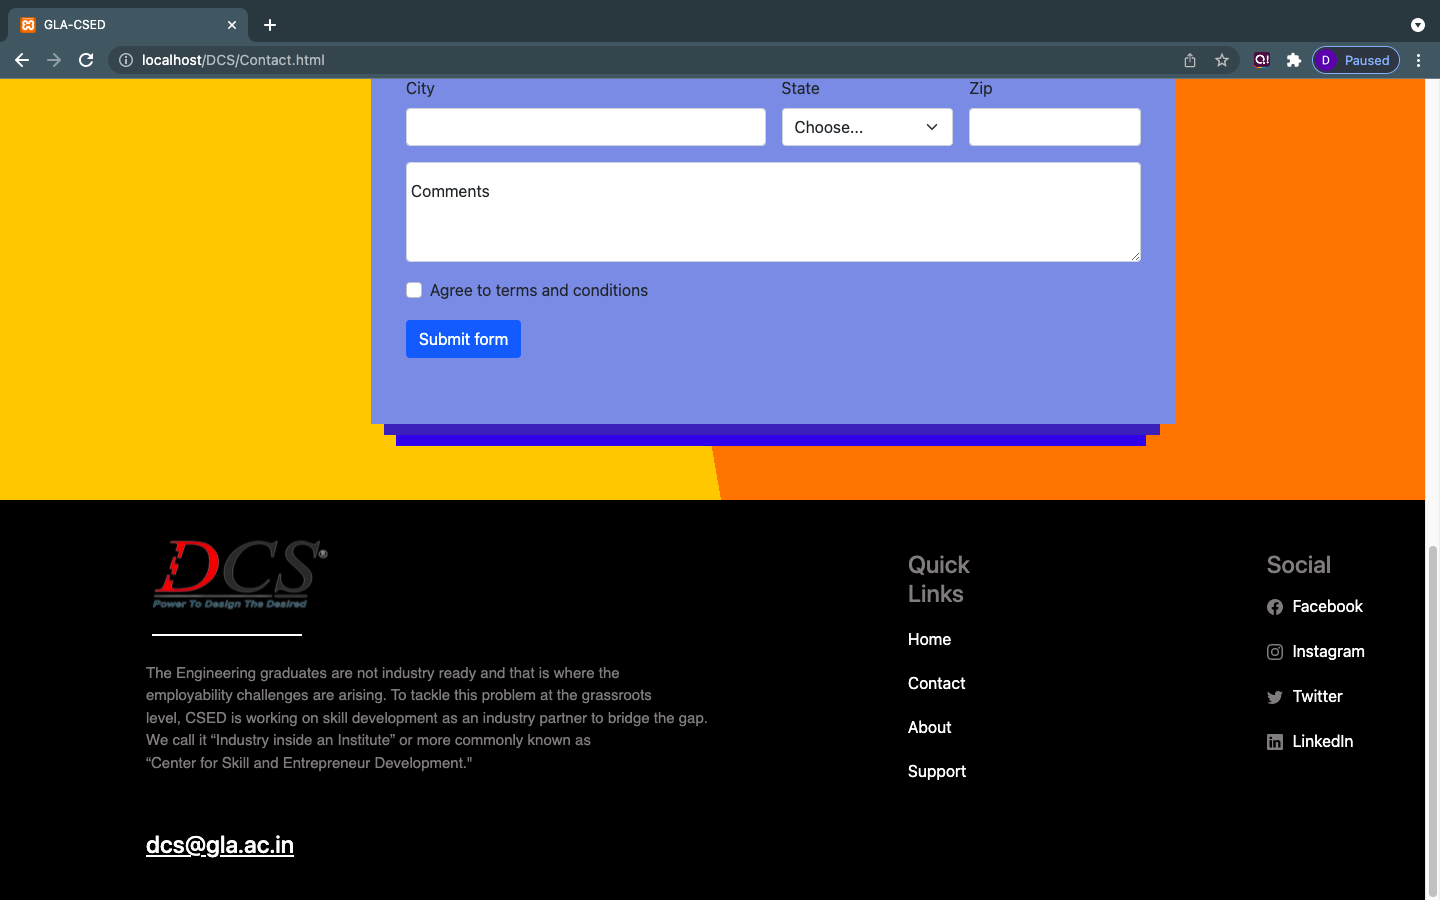 GLA-CSED
localhost/DCS/Contact.html
D Paused
City State Zip
Choose...
Comments
Agree to terms and conditions
Submit form
DCS®
Power To Design The Desired
The Engineering graduates are not industry ready and that is where the
employability challenges are arising. To tackle this problem at the grassroots
level, CSED is working on skill development as an industry partner to bridge the gap.
We call it “Industry inside an Institute” or more commonly known as
“Center for Skill and Entrepreneur Development."
dcs@gla.ac.in
Quick
Links
Home
Contact
About
Support
Social
Facebook
Instagram
Twitter
LinkedIn